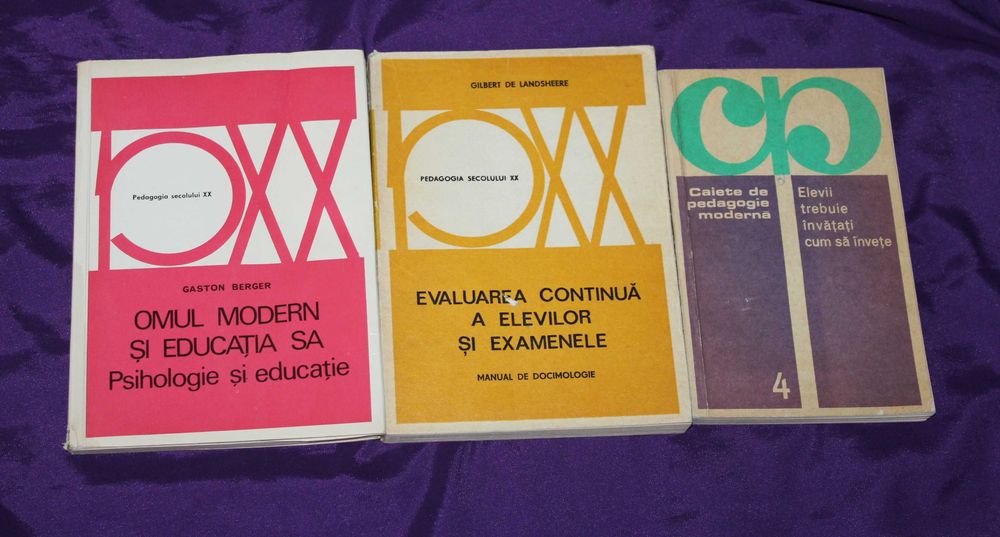 Pedagogia secolului XX
GASTON BERGER
OMUL MODERN
ȘI EDUCAȚIA SA
Psihologie și educație
GILBERT DE LANDSHEERE
PEDAGOGIA SECOLULUI XX
EVALUAREA CONTINUĂ
A ELEVILOR
ȘI EXAMENELE
MANUAL DE DOCIMOLOGIE
cp
Caiete de
pedagogie
modernă
Elevii
trebuie
învățați
cum să învețe
4